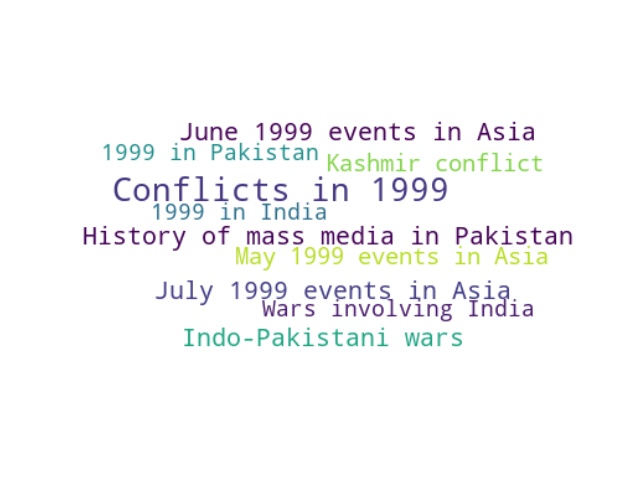 June 1999 events in Asia
1999 in Pakistan
Kashmir conflict
Conflicts in 1999
1999 in India
History of mass media in Pakistan
May 1999 events in Asia
July 1999 events in Asia
Wars involving India
Indo-Pakistani wars